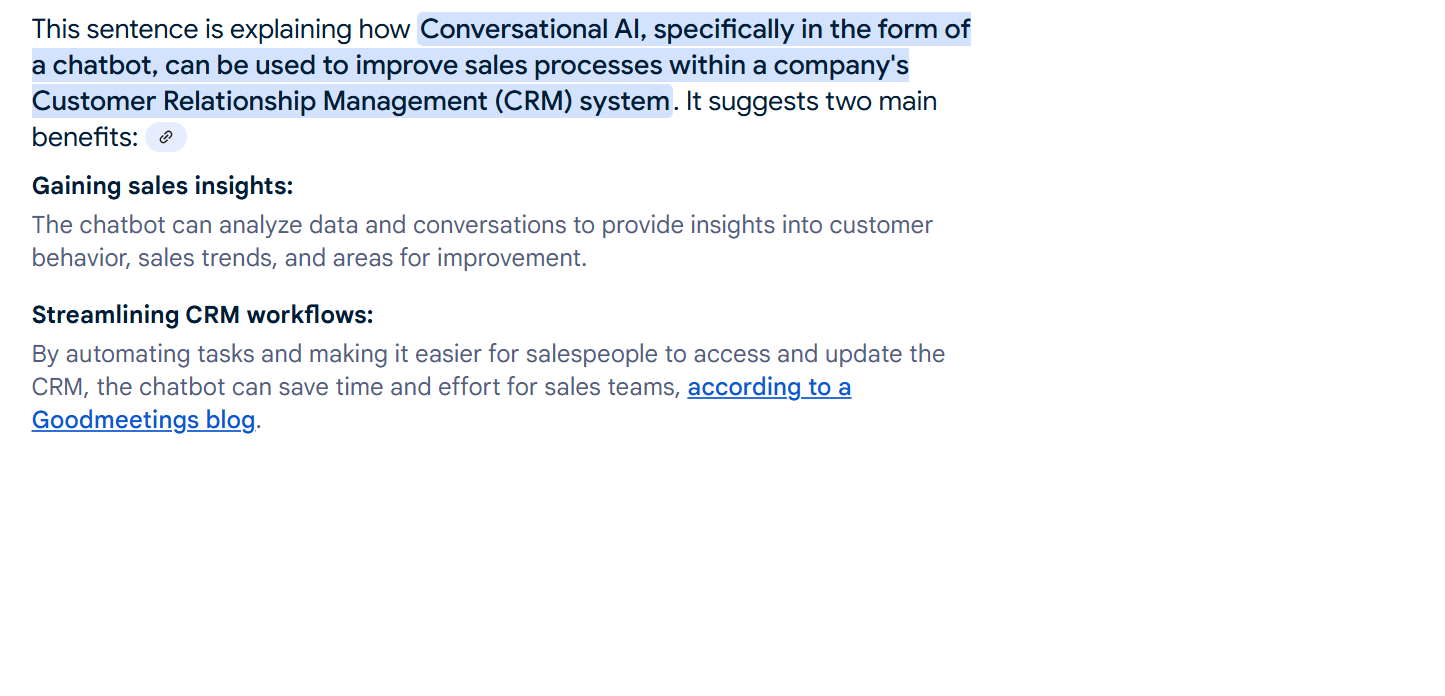 This sentence is explaining how Conversational AI, specifically in the form of
a chatbot, can be used to improve sales processes within a company's
Customer Relationship Management (CRM) system. It suggests two main
benefits:
Gaining sales insights:
The chatbot can analyze data and conversations to provide insights into customer
behavior, sales trends, and areas for improvement.
Streamlining CRM workflows:
By automating tasks and making it easier for salespeople to access and update the
CRM, the chatbot can save time and effort for sales teams, according to a
Goodmeetings blog.